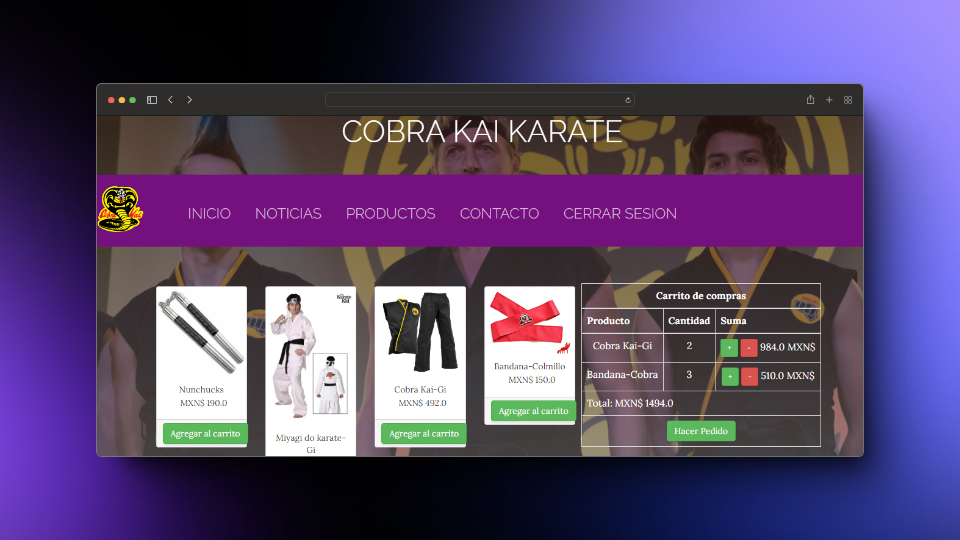 COBRA KAI KARATE
INICIO NOTICIAS PRODUCTOS CONTACTO CERRAR SESION
Nunchucks
MXN$ 190.0
Agregar al carrito
Miyagi do karate-
Gi
Cobra Kai-Gi
MXN$ 492.0
Agregar al carrito
Bandana-Colmillo
MXN$ 150.0
Agregar al carrito
Carrito de compras
Producto Cantidad Suma
Cobra Kai-Gi 2 + - 984.0 MXN$
Bandana-Cobra 3 + - 510.0 MXN$
Total: MXN$ 1494.0
Hacer Pedido